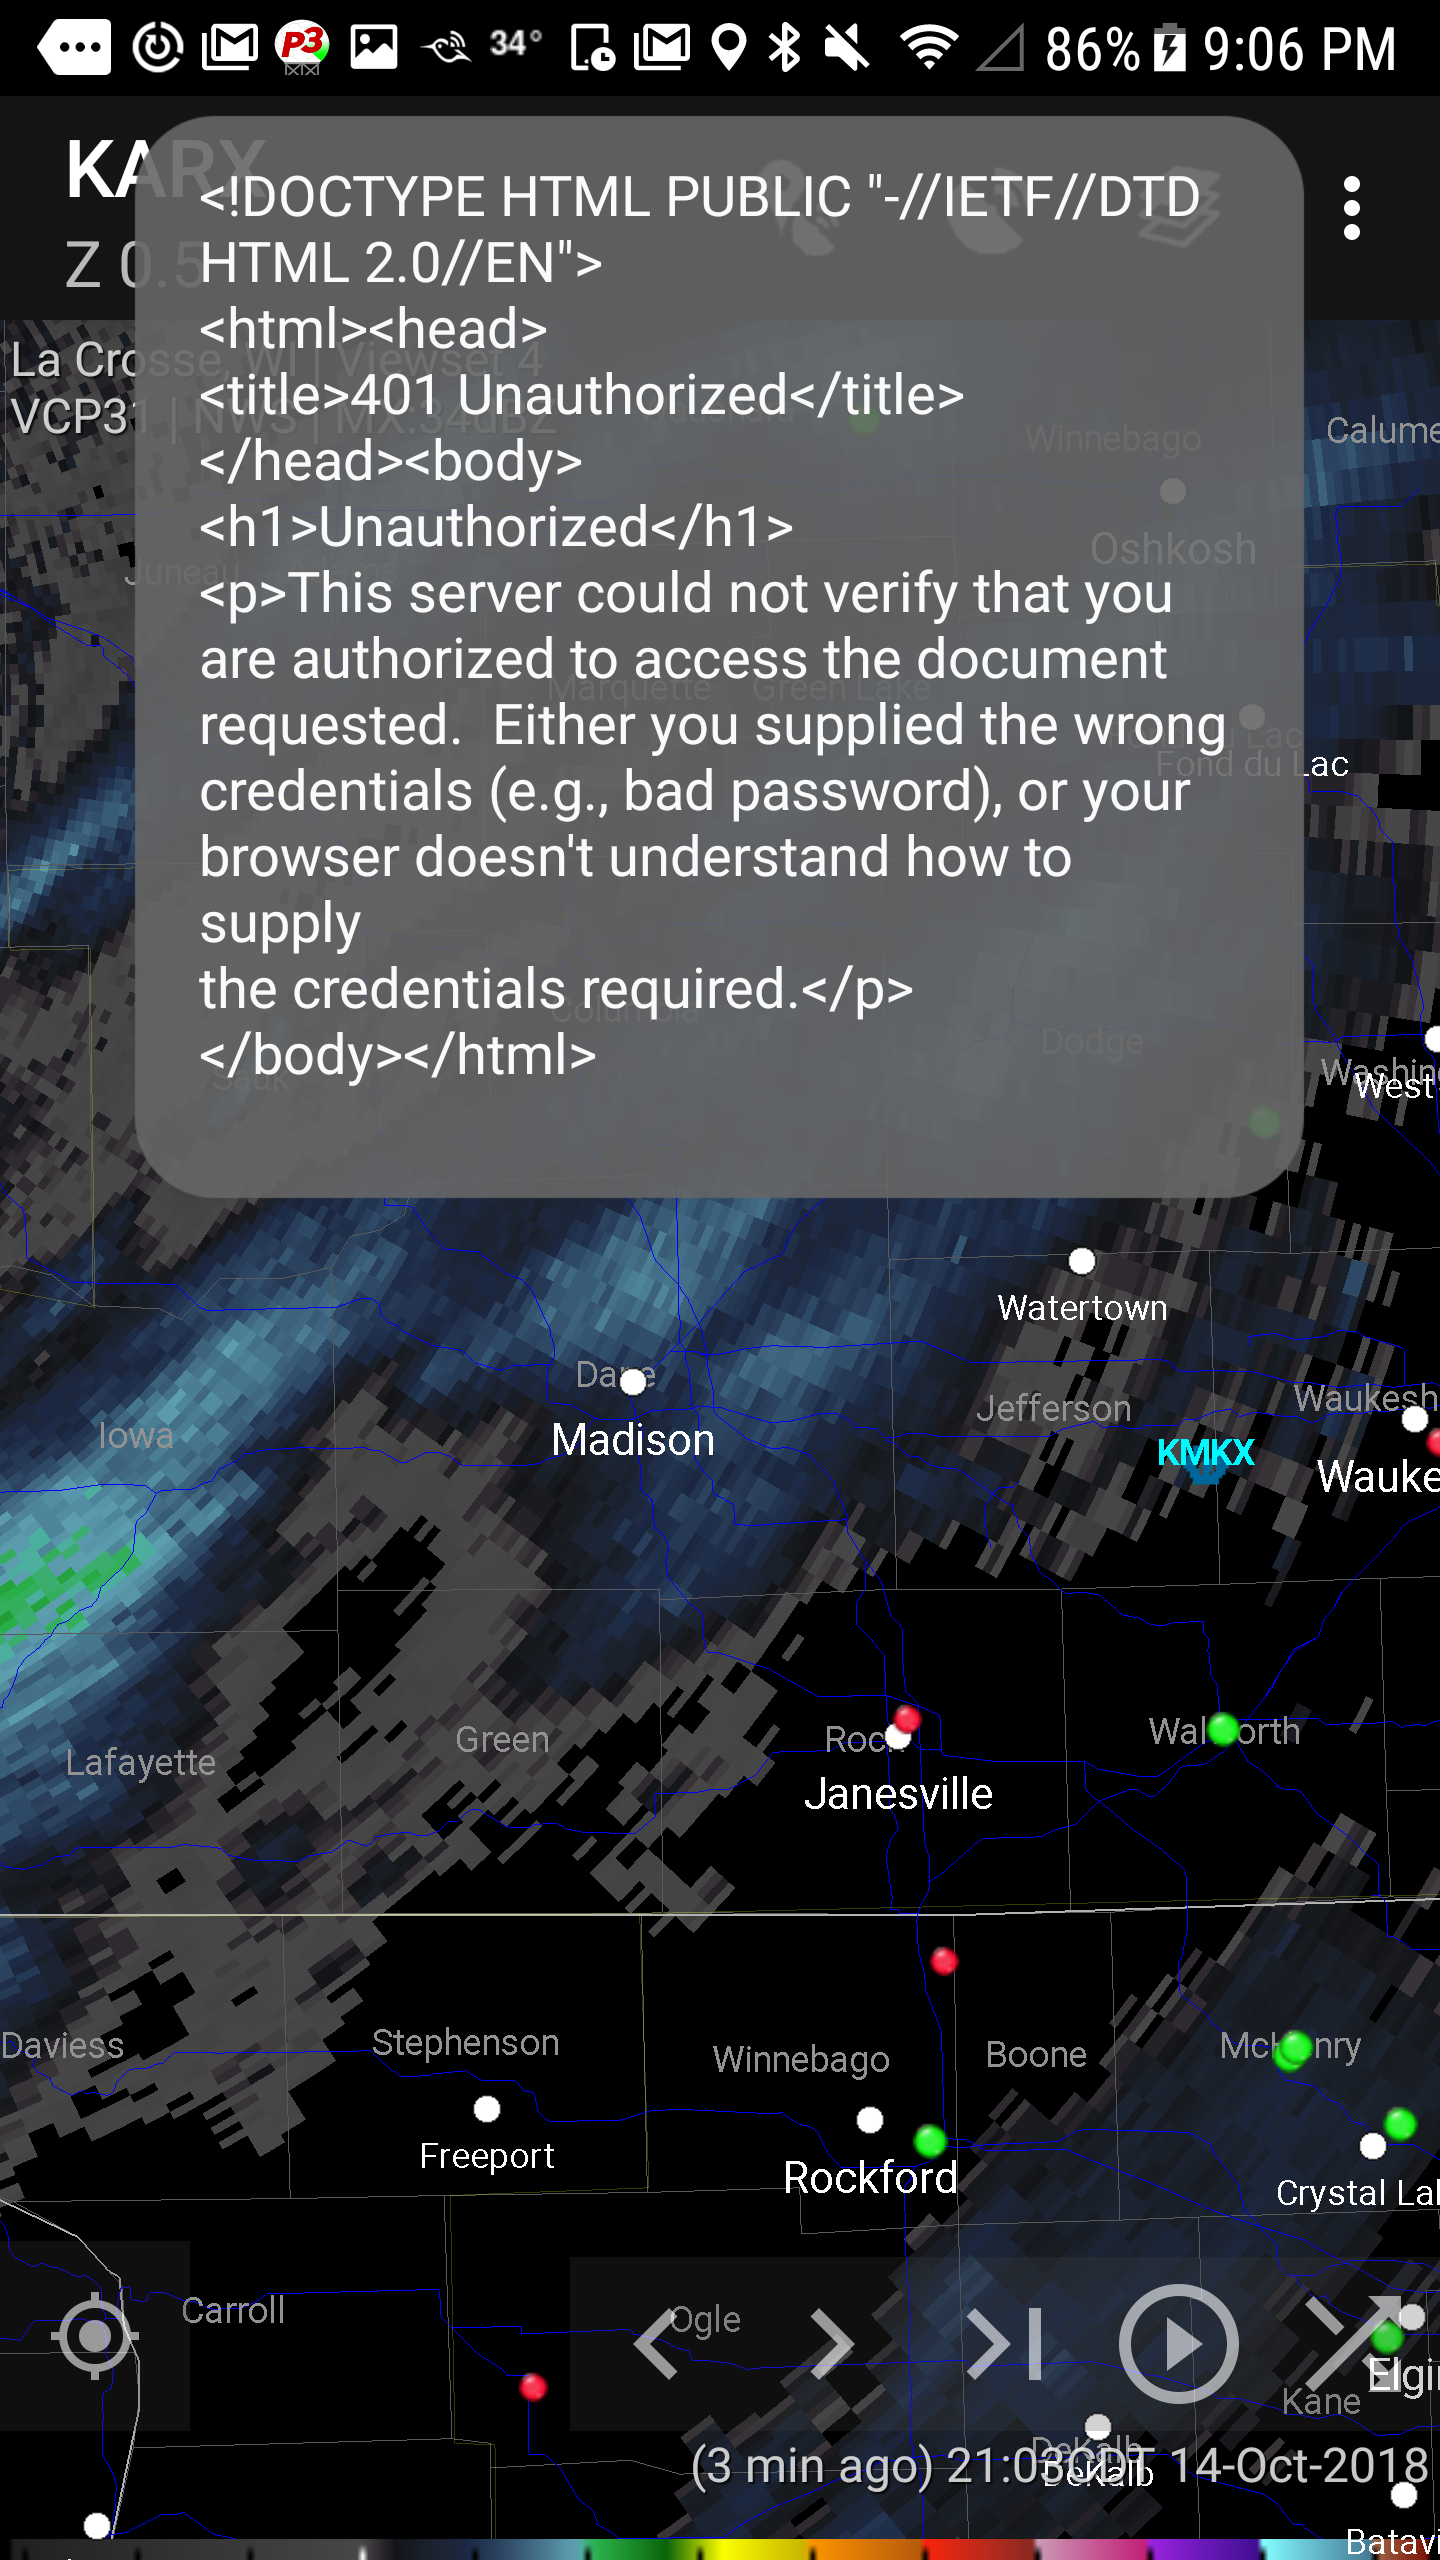 34°
86%
9:06 PM
KARX
Z 0.5
<!DOCTYPE HTML PUBLIC "-//IETF//DTD
HTML 2.0//EN">
<html><head>
<title>401 Unauthorized</title>
</head><body>
<h1>Unauthorized</h1>
<p>This server could not verify that you
are authorized to access the document
requested.  Either you supplied the wrong
credentials (e.g., bad password), or your
browser doesn't understand how to
supply
the credentials required.</p>
</body></html>
La Crosse, WI | Viewset 4
VCP31 | NWS | MX:34dBZ
Winnebago
Calume
Oshkosh
Juneau
Marquette
Green Lake
Fond du Lac
Fond du Lac
Columbia
Dodge
Sauk
Washin
West
Watertown
Dane
Madison
Iowa
Jefferson
Waukesh
KMKX
Wauke
Rock
Janesville
Walworth
Green
Lafayette
Daviess
Stephenson
Winnebago
Boone
McHenry
Freeport
Rockford
Crystal Lak
Carroll
Ogle
Elgi
Kane
DeKalb
DeKalb
(3 min ago) 21:03CDT 14-Oct-2018
Batavi